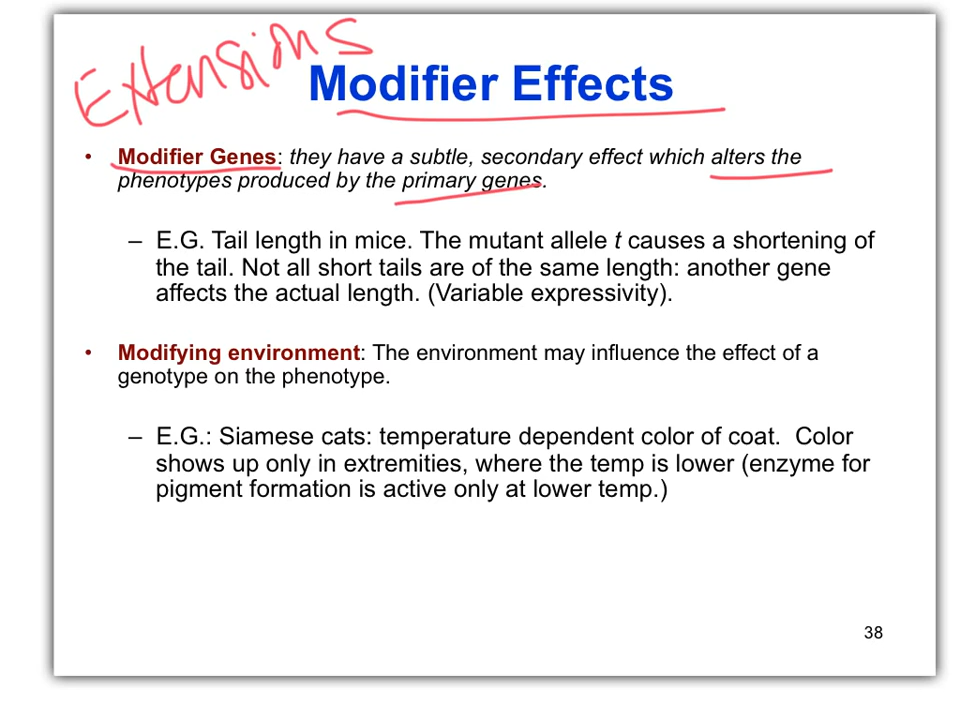 Extensions
Modifier Effects
• Modifier Genes: they have a subtle, secondary effect which alters the
phenotypes produced by the primary genes.
– E.G. Tail length in mice. The mutant allele t causes a shortening of
the tail. Not all short tails are of the same length: another gene
affects the actual length. (Variable expressivity).
• Modifying environment: The environment may influence the effect of a
genotype on the phenotype.
– E.G.: Siamese cats: temperature dependent color of coat. Color
shows up only in extremities, where the temp is lower (enzyme for
pigment formation is active only at lower temp.)
38